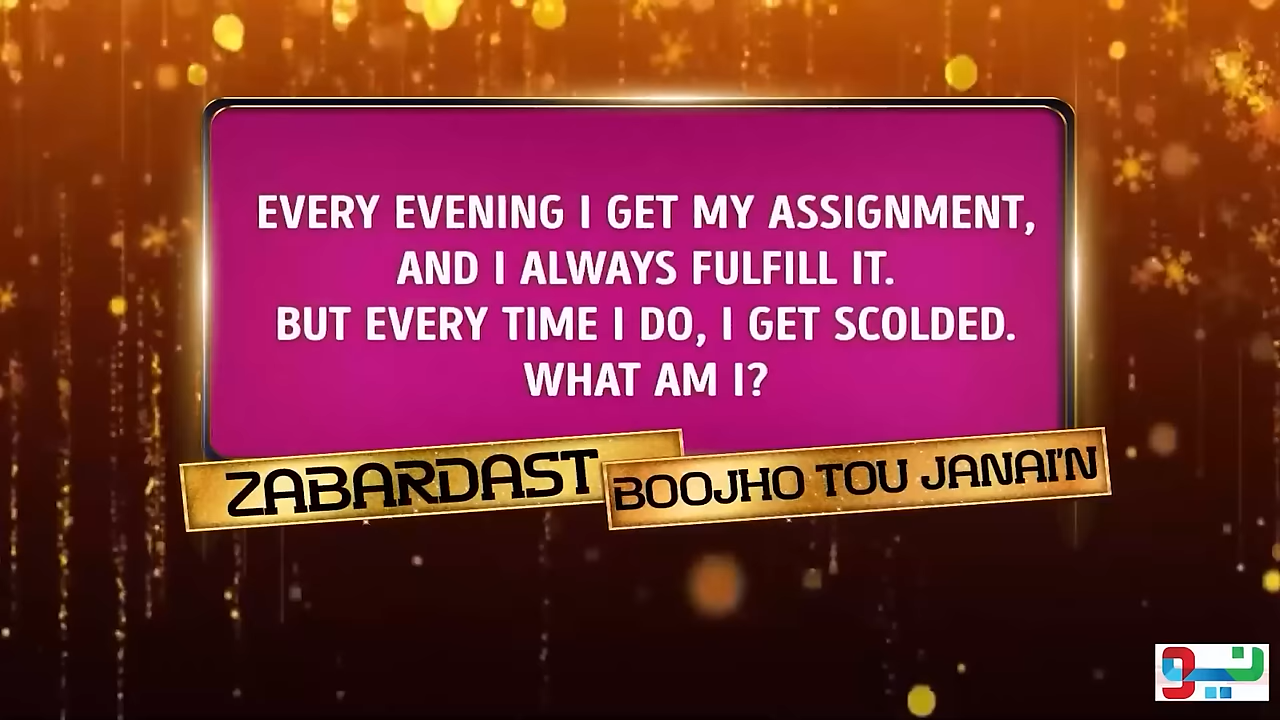 EVERY EVENING I GET MY ASSIGNMENT,
AND I ALWAYS FULFILL IT.
BUT EVERY TIME I DO, I GET SCOLDED.
WHAT AM I?
ZABARDAST
BOOJHO TOU JANAI'N
نیو